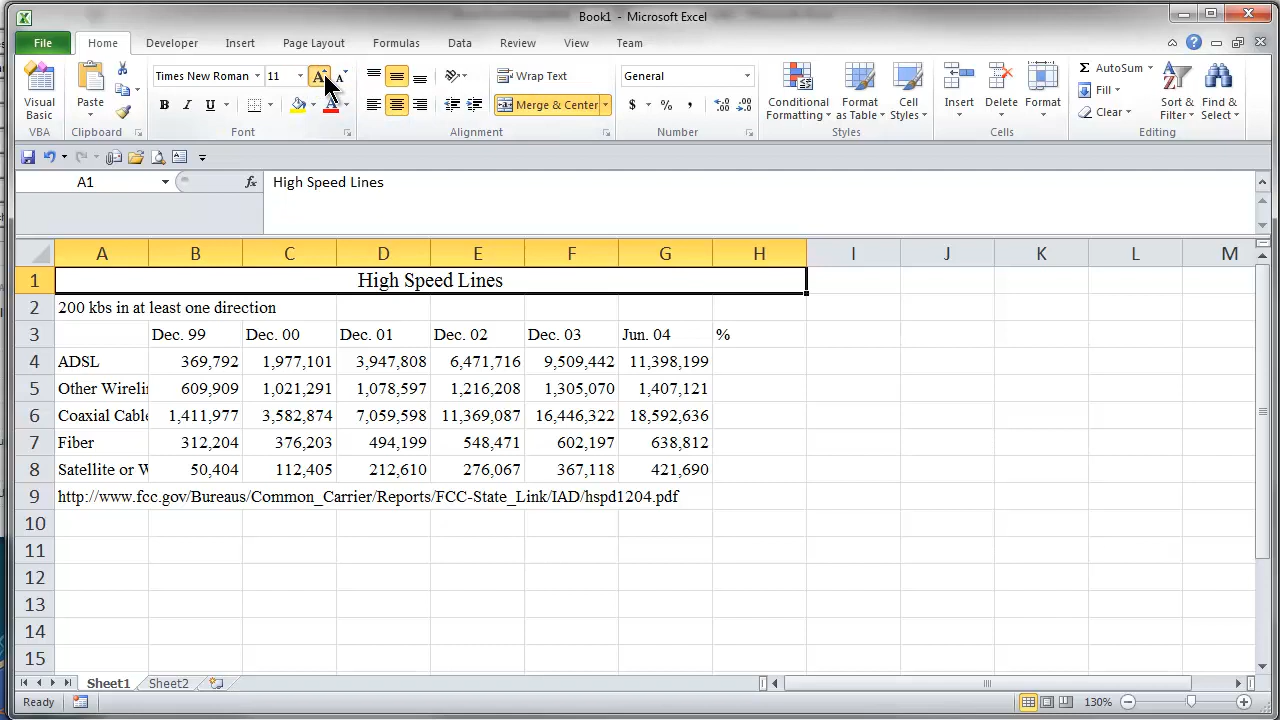 Book1 - Microsoft Excel
File Home Developer Insert Page Layout Formulas Data Review View Team
Times New Roman 11 A A Wrap Text General Σ AutoSum
Visual Basic Paste B I U A Merge & Center $ % , Conditional Formatting Format as Table Cell Styles Insert Delete Format Fill Clear Sort & Filter Find & Select
VBA Clipboard Font Alignment Number Styles Cells Editing
A1 fx High Speed Lines
A B C D E F G H I J K L M
1 High Speed Lines
2 200 kbs in at least one direction
3 Dec. 99 Dec. 00 Dec. 01 Dec. 02 Dec. 03 Jun. 04 %
4 ADSL 369,792 1,977,101 3,947,808 6,471,716 9,509,442 11,398,199
5 Other Wirelin 609,909 1,021,291 1,078,597 1,216,208 1,305,070 1,407,121
6 Coaxial Cable 1,411,977 3,582,874 7,059,598 11,369,087 16,446,322 18,592,636
7 Fiber 312,204 376,203 494,199 548,471 602,197 638,812
8 Satellite or W 50,404 112,405 212,610 276,067 367,118 421,690
9 http://www.fcc.gov/Bureaus/Common_Carrier/Reports/FCC-State_Link/IAD/hspd1204.pdf
10
11
12
13
14
15
Sheet1 Sheet2
Ready 130%